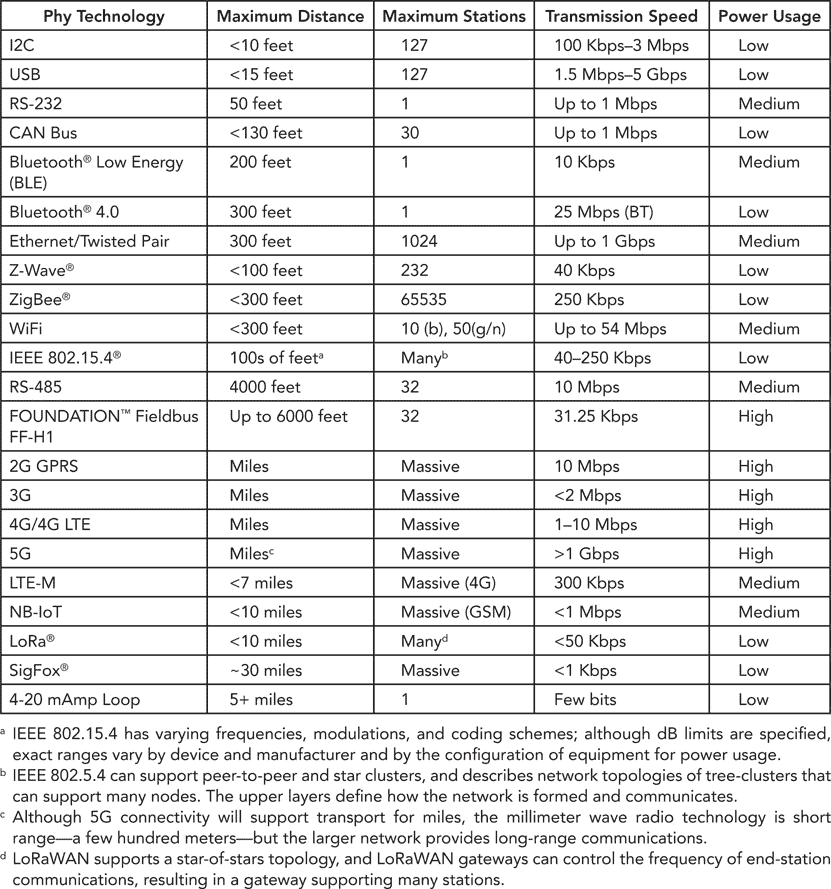 Phy Technology Maximum Distance Maximum Stations Transmission Speed Power Usage
I2C <10 feet 127 100 Kbps–3 Mbps Low
USB <15 feet 127 1.5 Mbps–5 Gbps Low
RS-232 50 feet 1 Up to 1 Mbps Medium
CAN Bus <130 feet 30 Up to 1 Mbps Low
Bluetooth® Low Energy 200 feet 1 10 Kbps Medium
(BLE)
Bluetooth® 4.0 300 feet 1 25 Mbps (BT) Low
Ethernet/Twisted Pair 300 feet 1024 Up to 1 Gbps Medium
Z-Wave® <100 feet 232 40 Kbps Low
ZigBee® <300 feet 65535 250 Kbps Low
WiFi <300 feet 10 (b), 50(g/n) Up to 54 Mbps Medium
IEEE 802.15.4® 100s of feetᵃ Manyᵇ 40–250 Kbps Low
RS-485 4000 feet 32 10 Mbps Medium
FOUNDATION™ Fieldbus Up to 6000 feet 32 31.25 Kbps High
FF-H1
2G GPRS Miles Massive 10 Mbps High
3G Miles Massive <2 Mbps High
4G/4G LTE Miles Massive 1–10 Mbps High
5G Milesᶜ Massive >1 Gbps High
LTE-M <7 miles Massive (4G) 300 Kbps Medium
NB-IoT <10 miles Massive (GSM) <1 Mbps Medium
LoRa® <10 miles Manyᵈ <50 Kbps Low
SigFox® ~30 miles Massive <1 Kbps Low
4-20 mAmp Loop 5+ miles 1 Few bits Low
ᵃ IEEE 802.15.4 has varying frequencies, modulations, and coding schemes; although dB limits are specified,
exact ranges vary by device and manufacturer and by the configuration of equipment for power usage.
ᵇ IEEE 802.5.4 can support peer-to-peer and star clusters, and describes network topologies of tree-clusters that
can support many nodes. The upper layers define how the network is formed and communicates.
ᶜ Although 5G connectivity will support transport for miles, the millimeter wave radio technology is short
range—a few hundred meters—but the larger network provides long-range communications.
ᵈ LoRaWAN supports a star-of-stars topology, and LoRaWAN gateways can control the frequency of end-station
communications, resulting in a gateway supporting many stations.